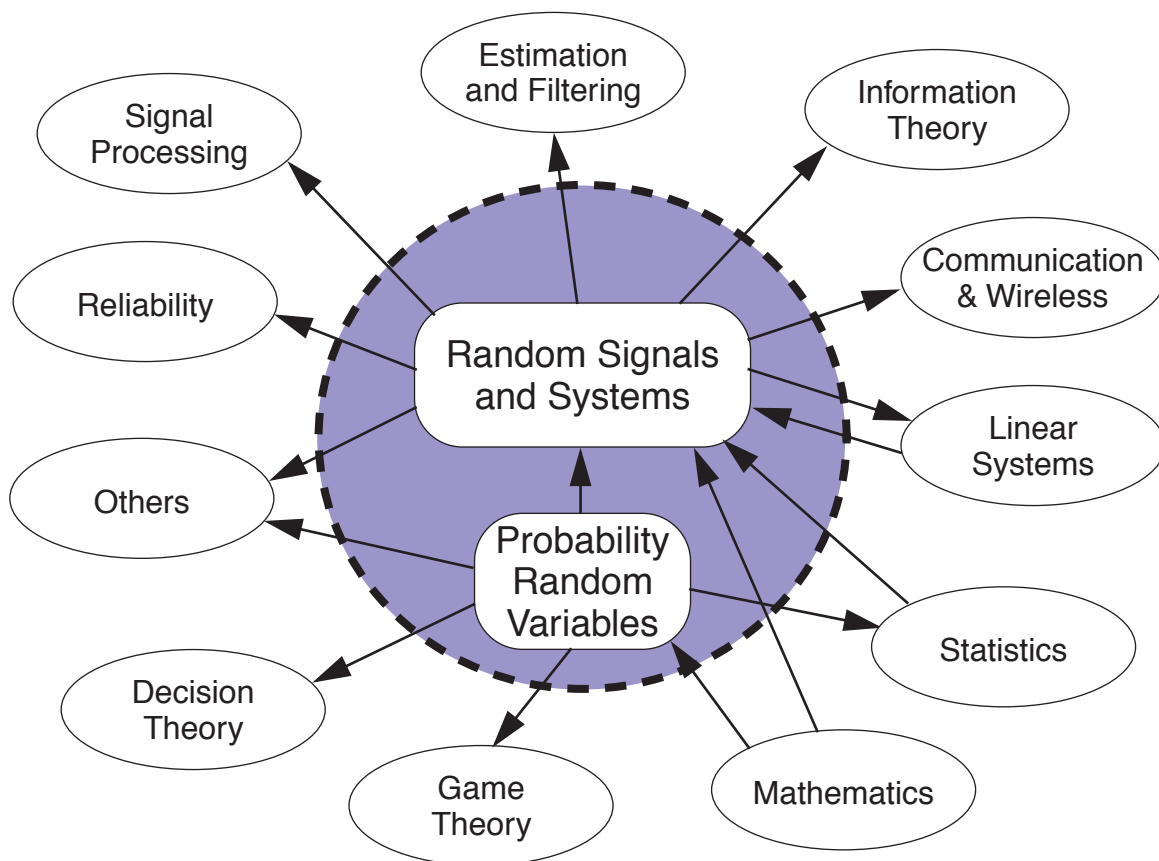 Estimation
and Filtering
Information
Theory
Signal
Processing
Communication
& Wireless
Reliability
Random Signals
and Systems
Linear
Systems
Others
Probability
Random
Variables
Statistics
Decision
Theory
Game
Theory
Mathematics